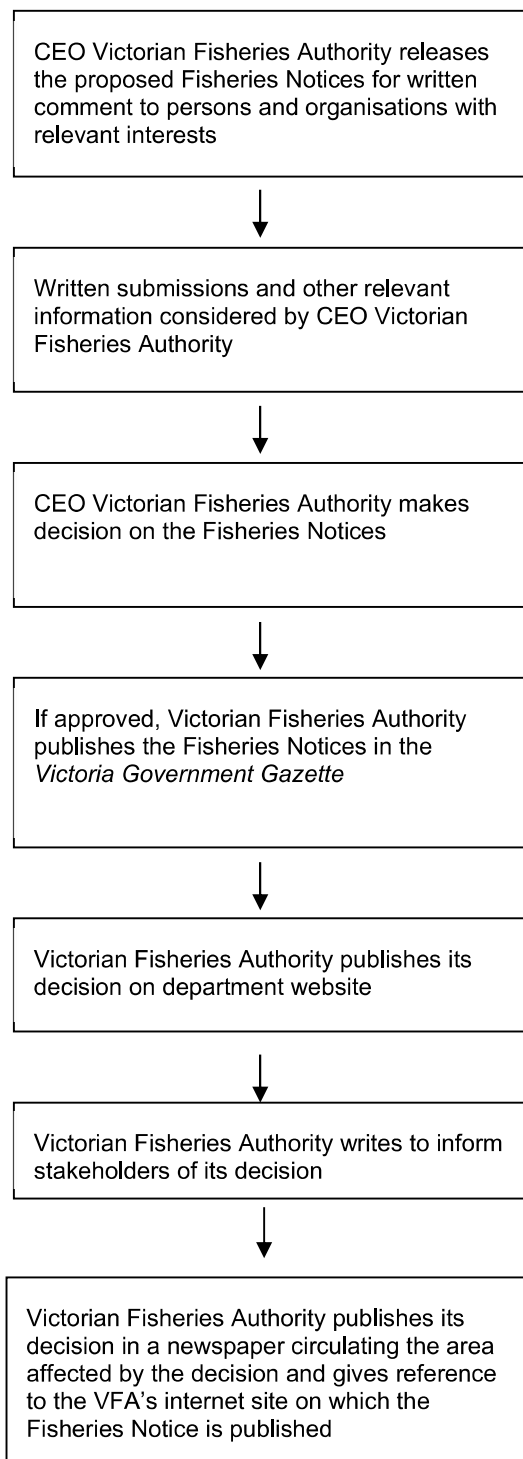 CEO Victorian Fisheries Authority releases
the proposed Fisheries Notices for written
comment to persons and organisations with
relevant interests
Written submissions and other relevant
information considered by CEO Victorian
Fisheries Authority
CEO Victorian Fisheries Authority makes
decision on the Fisheries Notices
If approved, Victorian Fisheries Authority
publishes the Fisheries Notices in the
Victoria Government Gazette
Victorian Fisheries Authority publishes its
decision on department website
Victorian Fisheries Authority writes to inform
stakeholders of its decision
Victorian Fisheries Authority publishes its
decision in a newspaper circulating the area
affected by the decision and gives reference
to the VFA's internet site on which the
Fisheries Notice is published